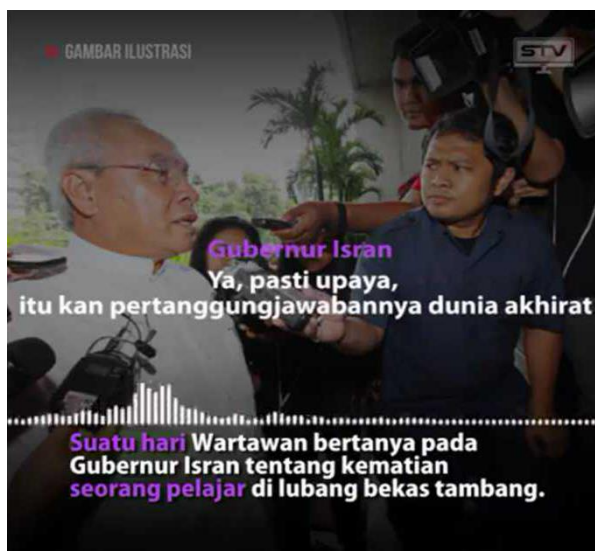 GAMBAR ILUSTRASI
STV
Gubernur Isran
Ya, pasti upaya,
itu kan pertanggungjawabannya dunia akhirat
Suatu hari Wartawan bertanya pada
Gubernur Isran tentang kematian
seorang pelajar di lubang bekas tambang.